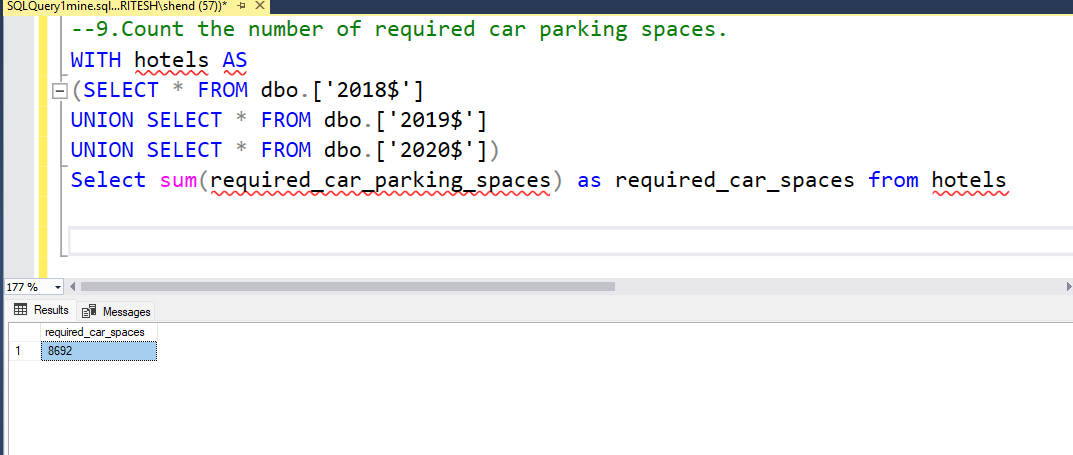 SQLQuery1mine.sql...RITESH\shend (57))*
--9.Count the number of required car parking spaces.
WITH hotels AS
(SELECT * FROM dbo.['2018$']
UNION SELECT * FROM dbo.['2019$']
UNION SELECT * FROM dbo.['2020$'])
Select sum(required_car_parking_spaces) as required_car_spaces from hotels
177 %
Results Messages
required_car_spaces
1 8692